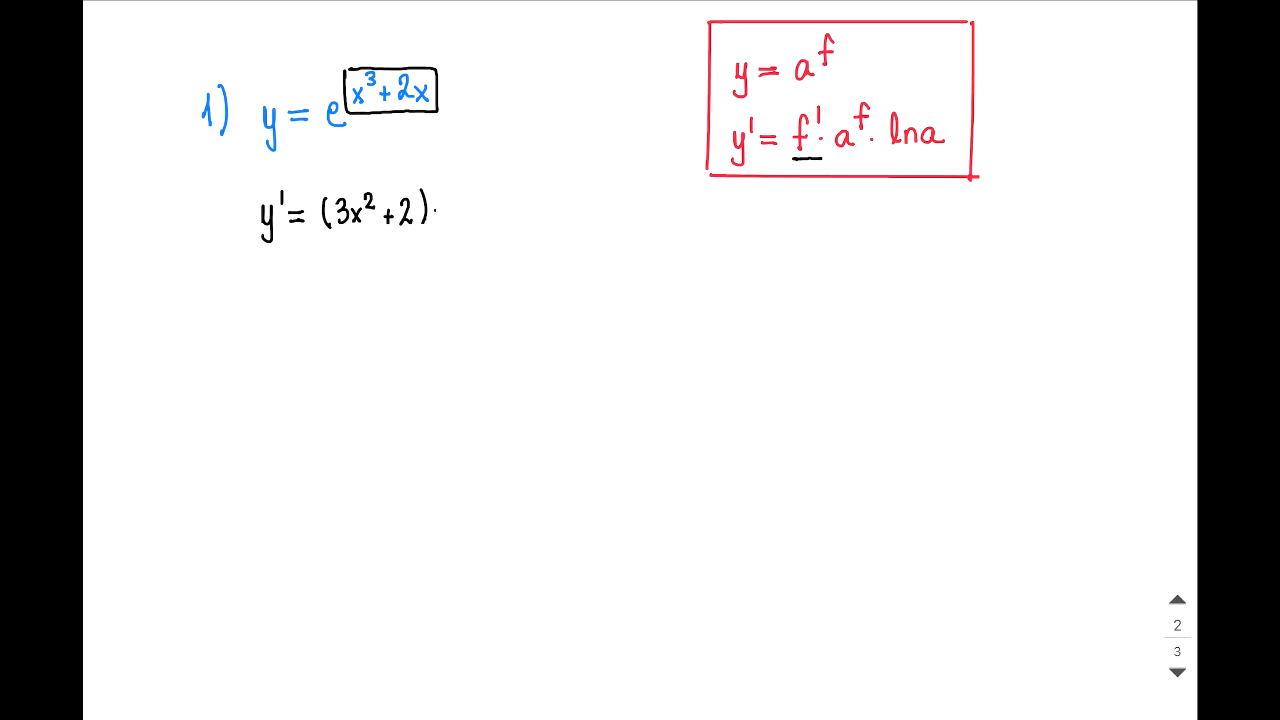 1) y = e^(x³ + 2x)
y' = (3x² + 2) ·
y = a^f
y' = f' · a^f · ln a
2
3